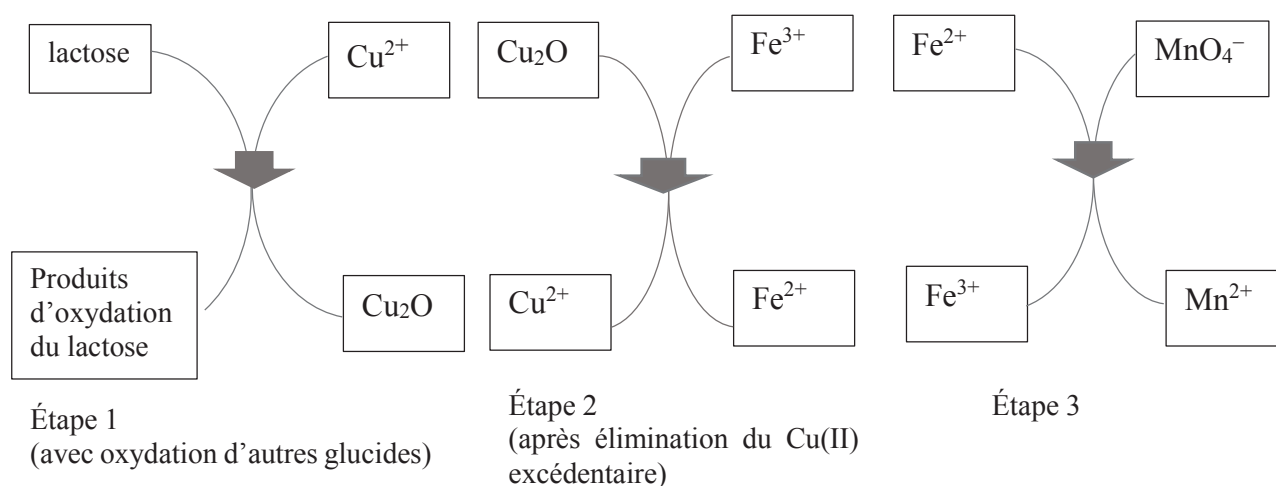 lactose
Cu²⁺
Produits
d’oxydation
du lactose
Cu₂O
Étape 1
(avec oxydation d’autres glucides)
Cu₂O
Fe³⁺
Cu²⁺
Fe²⁺
Étape 2
(après élimination du Cu(II)
excédentaire)
Fe²⁺
MnO₄⁻
Fe³⁺
Mn²⁺
Étape 3